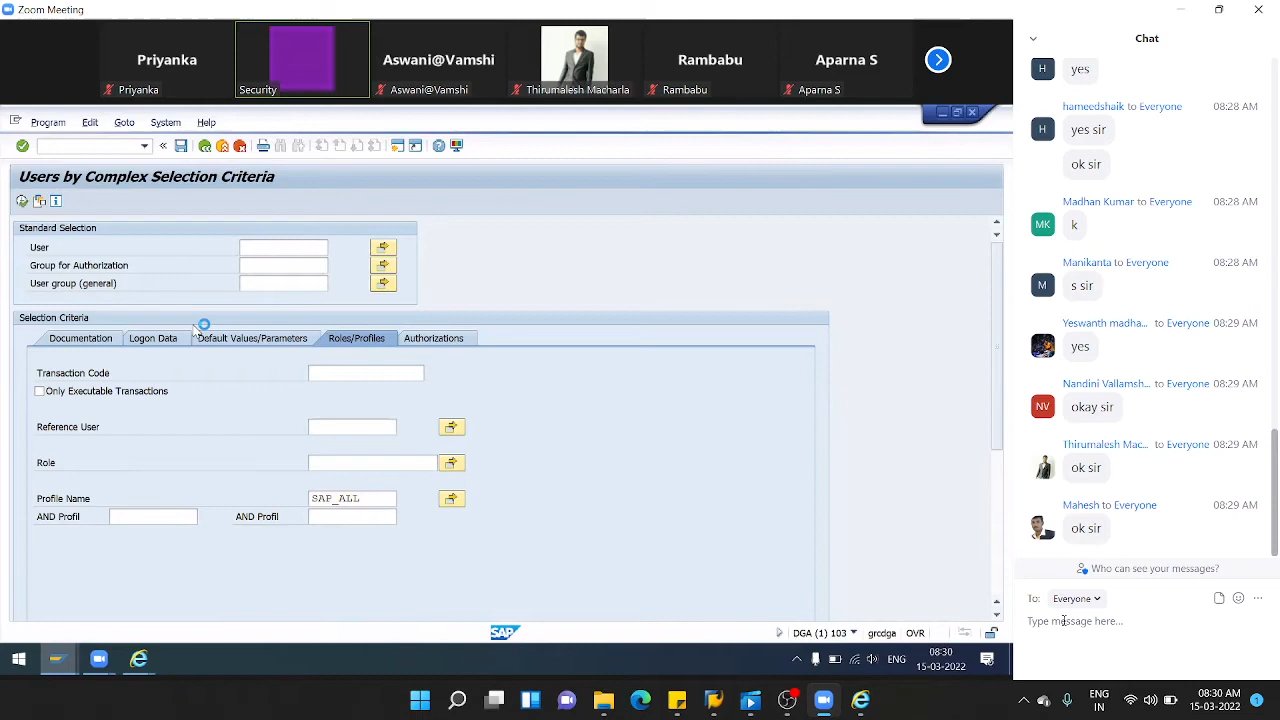 Zoom Meeting
Priyanka
Aswani@Vamshi
Rambabu
Aparna S
Priyanka
Security
Aswani@Vamshi
Thirumalesh Macharla
Rambabu
Aparna S
Program Edit Goto System Help
Users by Complex Selection Criteria
Standard Selection
User
Group for Authorization
User group (general)
Selection Criteria
Documentation Logon Data Default Values/Parameters Roles/Profiles Authorizations
Transaction Code
Only Executable Transactions
Reference User
Role
Profile Name SAP_ALL
AND Profil AND Profil
SAP
DGA (1) 103 grcdga OVR
ENG
08:30
15-03-2022
Chat
H
yes
hameedshaik to Everyone 08:28 AM
H
yes sir
ok sir
Madhan Kumar to Everyone 08:28 AM
MK
k
Manikanta to Everyone 08:28 AM
M
s sir
Yeswanth madha... to Everyone 08:29 AM
yes
Nandini Vallamsh... to Everyone 08:29 AM
NV
okay sir
Thirumalesh Mac... to Everyone 08:29 AM
ok sir
Mahesh to Everyone 08:29 AM
ok sir
Who can see your messages?
To: Everyone
Type message here...
ENG
IN
08:30 AM
15-03-2022
1